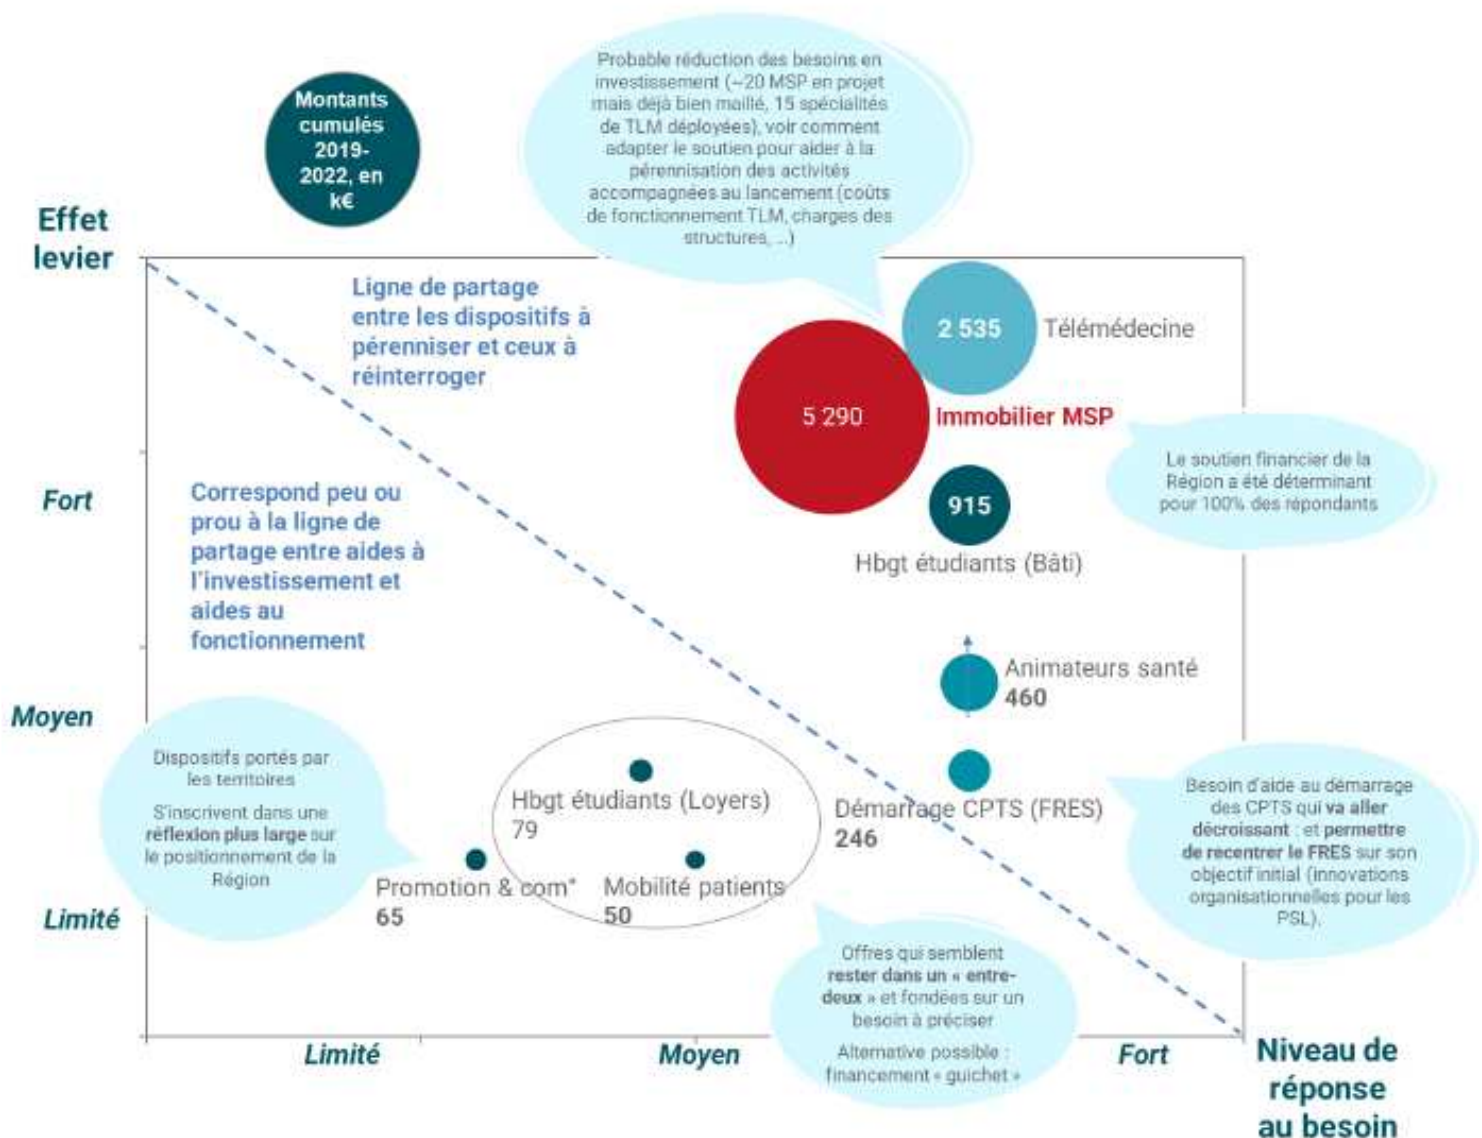 Montants
cumulés
2019-
2022, en
k€
Probable réduction des besoins en
investissement (~20 MSP en projet
mais déjà bien maillé, 15 spécialités
de TLM déployées), voir comment
adapter le soutien pour aider à la
pérennisation des activités
accompagnées au lancement (coûts
de fonctionnement TLM, charges des
structures, ...)
Effet
levier
Ligne de partage
entre les dispositifs à
pérenniser et ceux à
réinterroger
2 535
Télémédecine
5 290
Immobilier MSP
Le soutien financier de la
Région a été déterminant
pour 100% des répondants
Fort
Correspond peu ou
prou à la ligne de
partage entre aides à
l'investissement et
aides au
fonctionnement
915
Hbgt étudiants (Bâti)
Animateurs santé
460
Moyen
Dispositifs portés par
les territoires
S'inscrivent dans une
réflexion plus large sur
le positionnement de la
Région
Hbgt étudiants (Loyers)
79
Démarrage CPTS (FRES)
246
Besoin d'aide au démarrage
des CPTS qui va aller
décroissant : et permettre
de recentrer le FRES sur son
objectif initial (innovations
organisationnelles pour les
PSL).
Promotion & com°
65
Mobilité patients
50
Limité
Offres qui semblent
rester dans un « entre-
deux » et fondées sur un
besoin à préciser
Alternative possible :
financement « guichet »
Limité
Moyen
Fort
Niveau de
réponse
au besoin